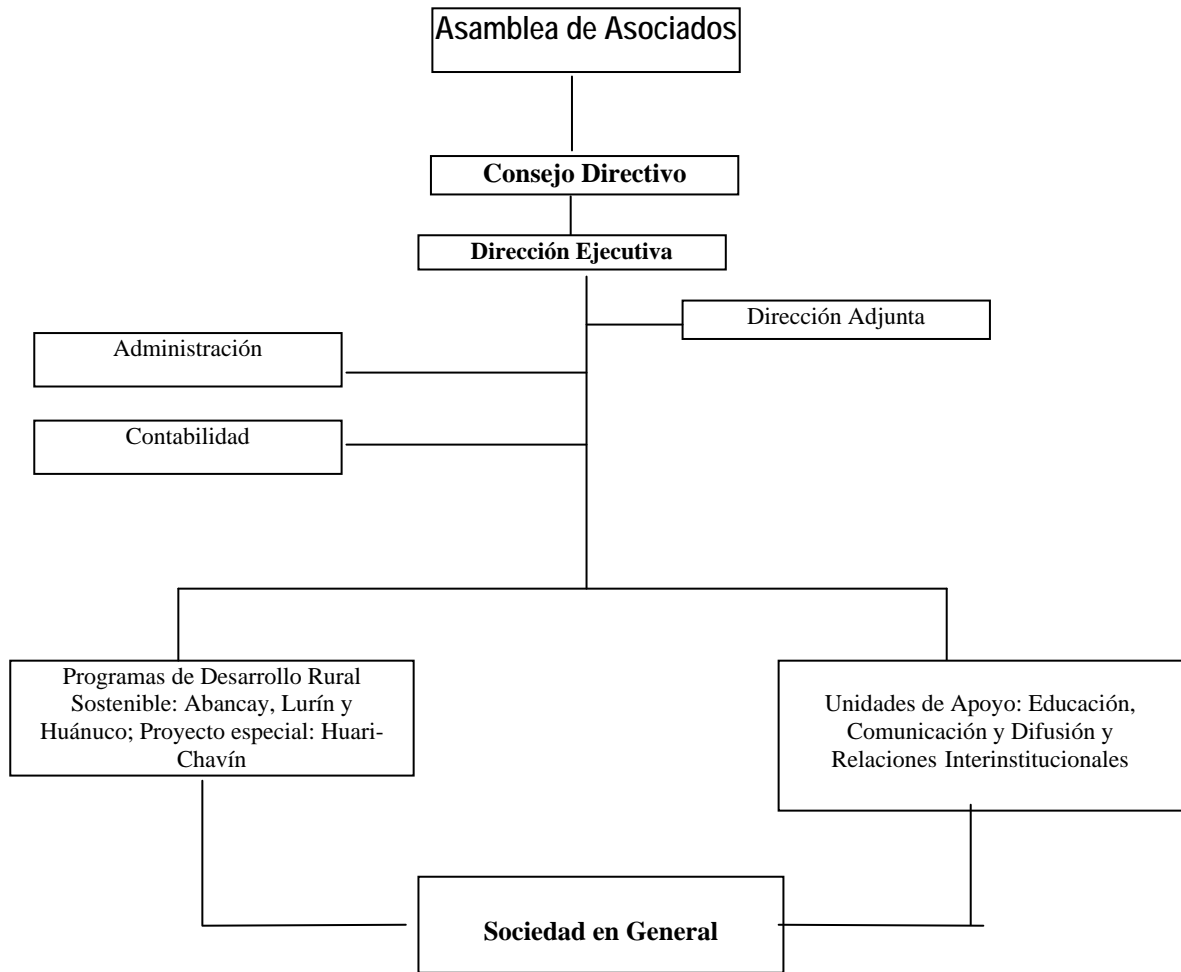 Asamblea de Asociados
Consejo Directivo
Dirección Ejecutiva
Dirección Adjunta
Administración
Contabilidad
Programas de Desarrollo Rural
Sostenible: Abancay, Lurín y
Huánuco; Proyecto especial: Huari-
Chavín
Unidades de Apoyo: Educación,
Comunicación y Difusión y
Relaciones Interinstitucionales
Sociedad en General